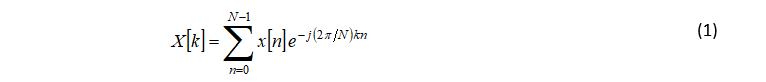 X[k] = \sum_{n=0}^{N-1} x[n] e^{-j(2\pi/N)kn} (1)